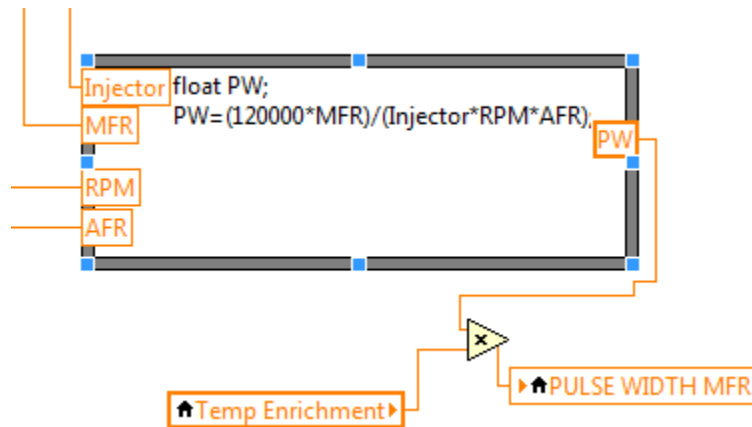 Injector
float PW;
MFR
PW=(120000*MFR)/(Injector*RPM*AFR);
PW
RPM
AFR
x
Temp Enrichment
PULSE WIDTH MFR